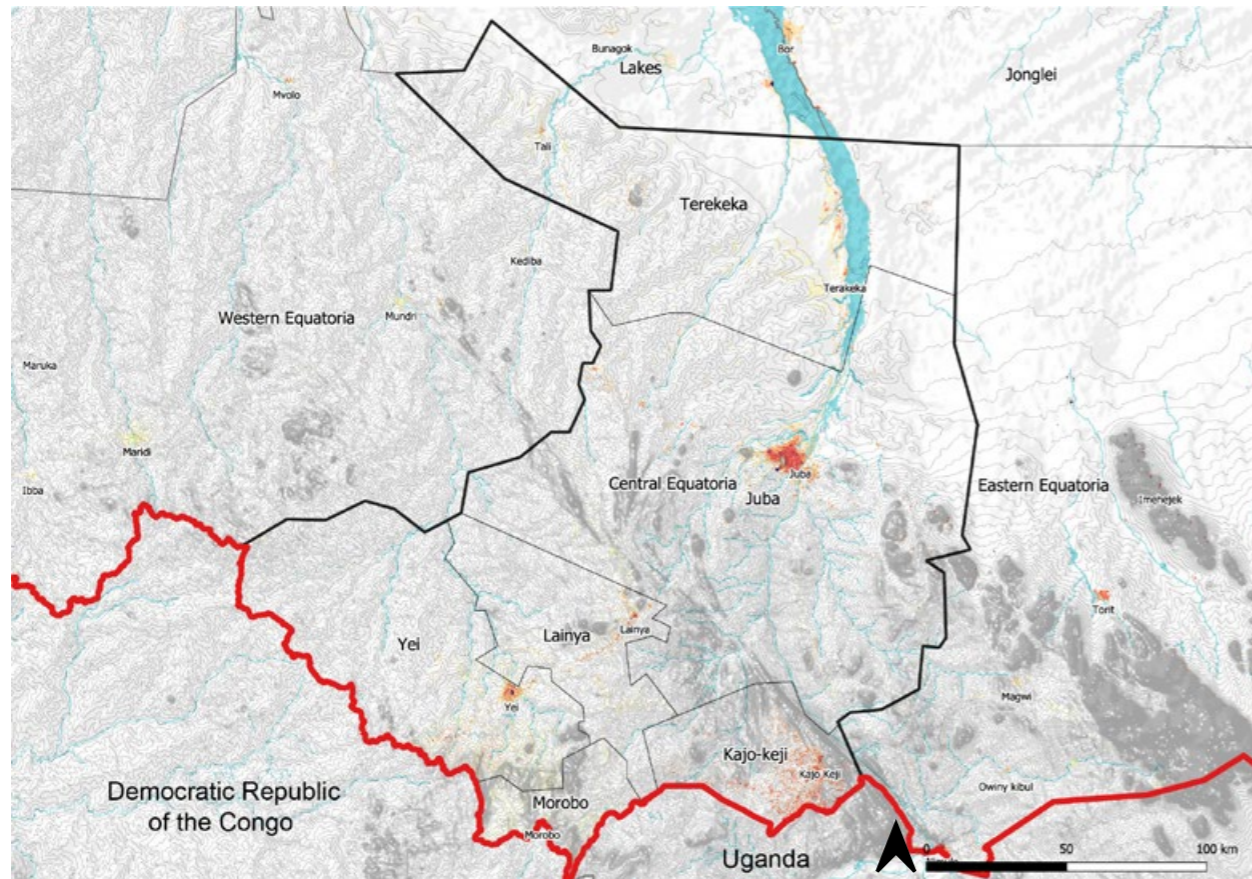 Bunagok
Bor
Lakes
Jonglei
Mvolo
Tali
Terekeka
Kediba
Terakeka
Western Equatoria
Mundri
Maruka
Maridi
Ibba
Juba
Central Equatoria
Juba
Eastern Equatoria
Imehejek
Torit
Yei
Lainya
Lainya
Yei
Magwi
Kajo-keji
Kajo Keji
Owiny kibul
Democratic Republic
of the Congo
Morobo
Morobo
Uganda
0
50
100 km